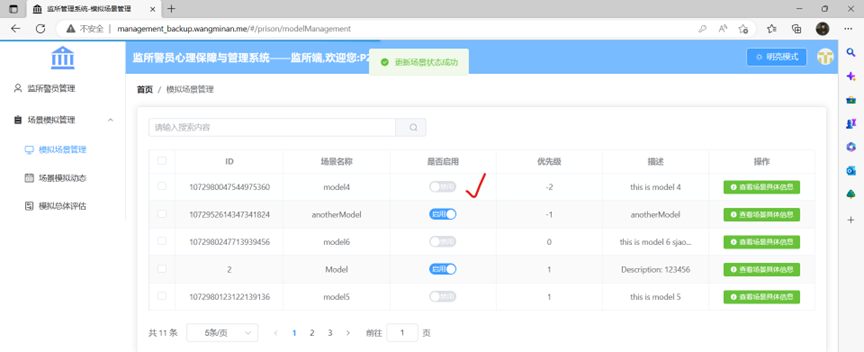 监所管理系统-模拟场景管理
不安全 management_backup.wangminan.me/#/prison/modelManagement
监所警员心理保障与管理系统——监所端,欢迎您:P2
更新场景状态成功
明亮模式
监所警员管理
场景模拟管理
模拟场景管理
场景模拟动态
模拟总体评估
首页 / 模拟场景管理
请输入搜索内容
ID 场景名称 是否启用 优先级 描述 操作
1072980047544975360 model4 禁用 -2 this is model 4 查看场景具体信息
1072952614347341824 anotherModel 启用 -1 anotherModel 查看场景具体信息
1072980247713939456 model6 禁用 0 this is model 6 sjao... 查看场景具体信息
2 Model 启用 1 Description: 123456 查看场景具体信息
1072980123122139136 model5 禁用 1 this is model 5 查看场景具体信息
共 11 条 5条/页 1 2 3 前往 1 页